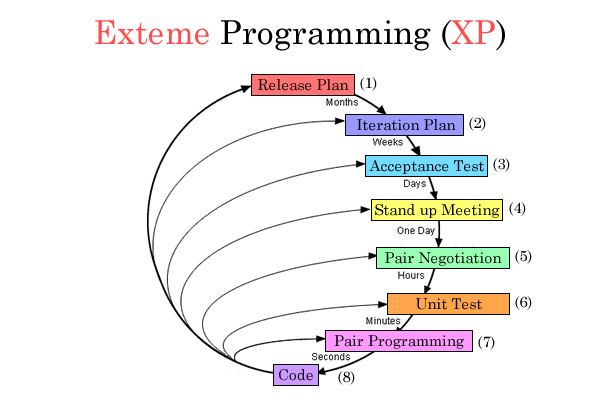 Exteme Programming (XP)
Release Plan (1)
Months
Iteration Plan (2)
Weeks
Acceptance Test (3)
Days
Stand up Meeting (4)
One Day
Pair Negotiation (5)
Hours
Unit Test (6)
Minutes
Pair Programming (7)
Seconds
Code (8)